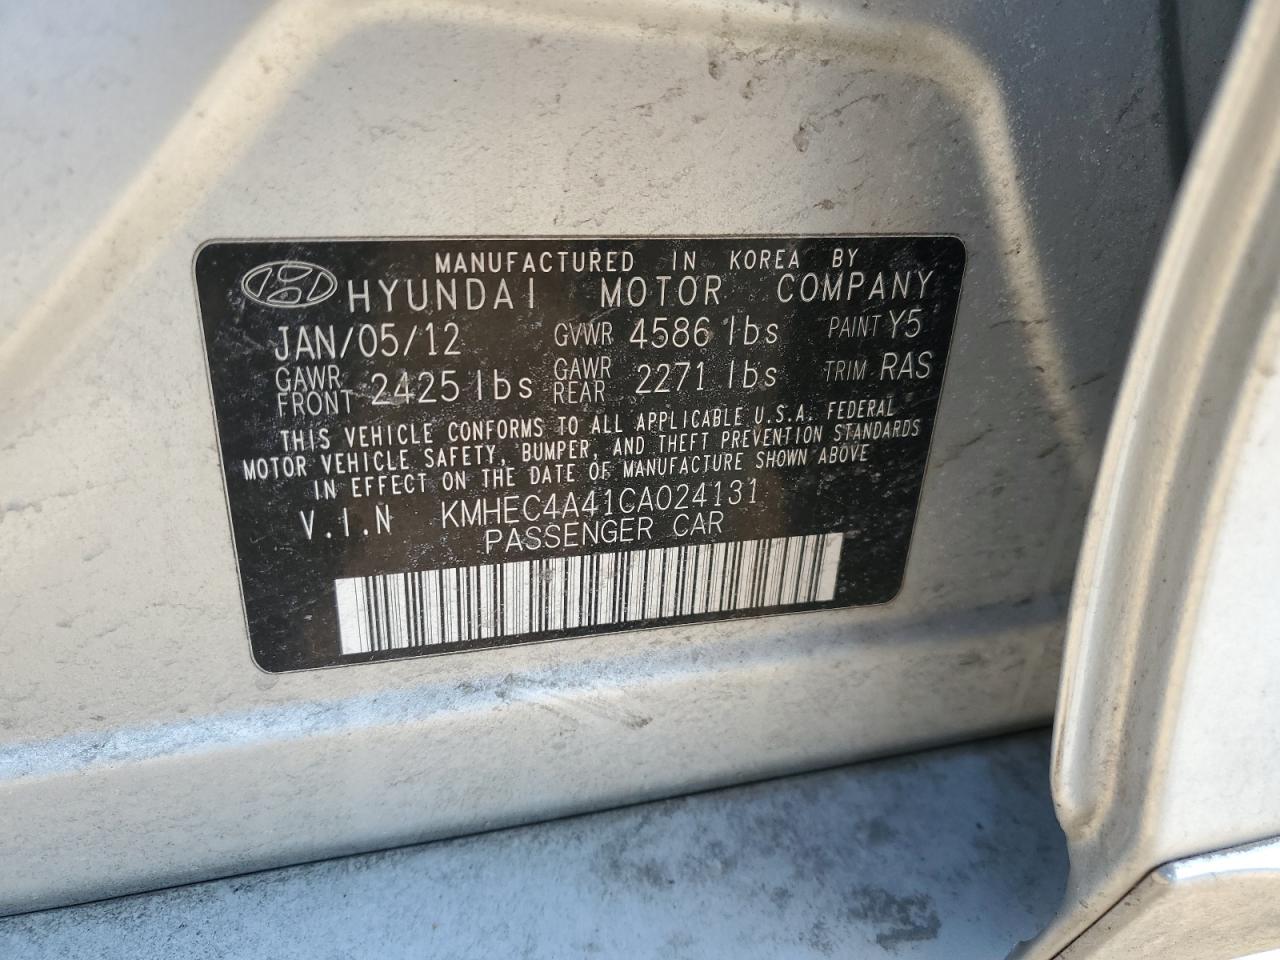 MANUFACTURED IN KOREA BY
HYUNDAI MOTOR COMPANY
JAN/05/12 GVWR 4586 lbs PAINT Y5
GAWR FRONT 2425 lbs GAWR REAR 2271 lbs TRIM RAS
THIS VEHICLE CONFORMS TO ALL APPLICABLE U.S.A. FEDERAL
MOTOR VEHICLE SAFETY, BUMPER, AND THEFT PREVENTION STANDARDS
IN EFFECT ON THE DATE OF MANUFACTURE SHOWN ABOVE
V.I.N KMHEC4A41CA024131
PASSENGER CAR